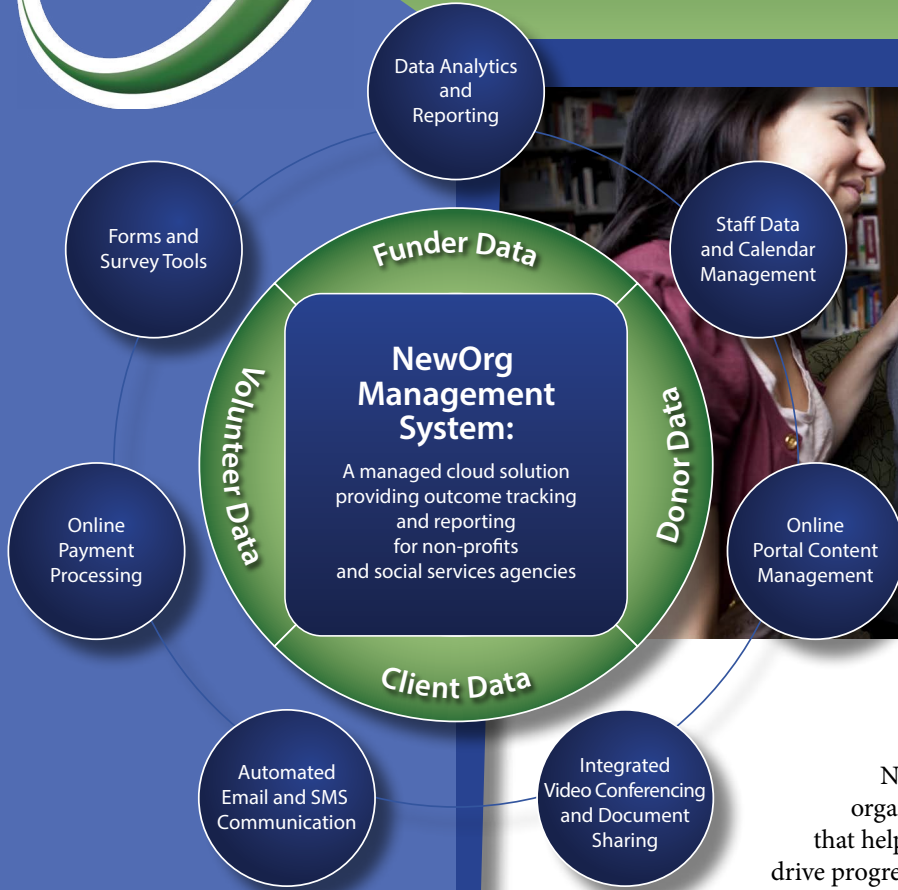 Data Analytics
and
Reporting
Forms and
Survey Tools
Staff Data
and Calendar
Management
Funder Data
Volunteer Data
Donor Data
Client Data
NewOrg
Management
System:
A managed cloud solution
providing outcome tracking
and reporting
for non-profits
and social services agencies
Online
Payment
Processing
Online
Portal Content
Management
Automated
Email and SMS
Communication
Integrated
Video Conferencing
and Document
Sharing
that help
drive